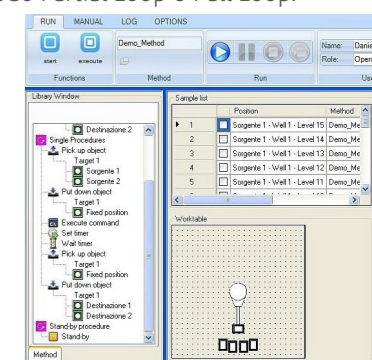 RUN MANUAL LOG OPTIONS
start execute
Functions
Demo_Method
Method
Run
Name: Danie
Role: Opera
Use
Library Window
Destinazione 2
Single Procedures
Pick up object
Target 1
Sorgente 1
Sorgente 2
Put down object
Target 1
Fixed position
Execute command
Set timer
Wait timer
Pick up object
Target 1
Fixed position
Put down object
Target 1
Destinazione 1
Destinazione 2
Stand-by procedure
Stand-by
Method
Sample list
Position Method
1 Sorgente 1 - Well 1 - Level 15 Demo_Me
2 Sorgente 1 - Well 1 - Level 14 Demo_Me
3 Sorgente 1 - Well 1 - Level 13 Demo_Me
4 Sorgente 1 - Well 1 - Level 12 Demo_Me
5 Sorgente 1 - Well 1 - Level 11 Demo_Me
Worktable